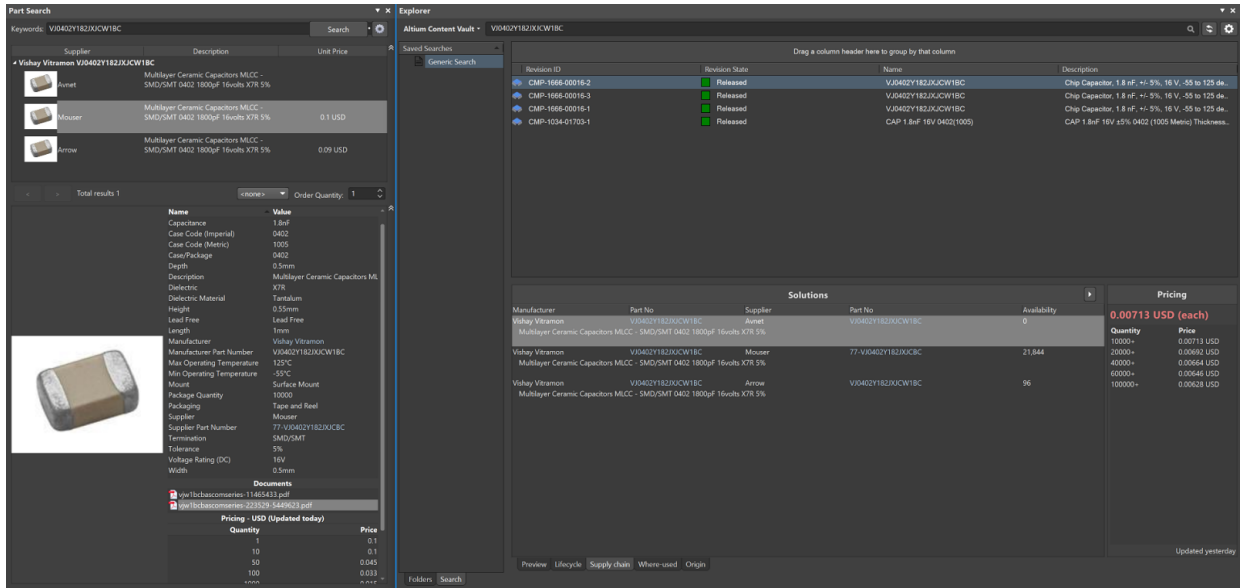 Part Search
Keywords: VJ0402Y182JXJCW1BC Search
Supplier Description Unit Price
Vishay Vitramon VJ0402Y182JXJCW1BC
Avnet Multilayer Ceramic Capacitors MLCC - SMD/SMT 0402 1800pF 16volts X7R 5%
Mouser Multilayer Ceramic Capacitors MLCC - SMD/SMT 0402 1800pF 16volts X7R 5% 0.1 USD
Arrow Multilayer Ceramic Capacitors MLCC - SMD/SMT 0402 1800pF 16volts X7R 5% 0.09 USD
< > Total results 1 <none> Order Quantity: 1
Name Value
Capacitance 1.8nF
Case Code (Imperial) 0402
Case Code (Metric) 1005
Case/Package 0402
Depth 0.5mm
Description Multilayer Ceramic Capacitors ML
Dielectric X7R
Dielectric Material Tantalum
Height 0.55mm
Lead Free Lead Free
Length 1mm
Manufacturer Vishay Vitramon
Manufacturer Part Number VJ0402Y182JXJCW1BC
Max Operating Temperature 125°C
Min Operating Temperature -55°C
Mount Surface Mount
Package Quantity 10000
Packaging Tape and Reel
Supplier Mouser
Supplier Part Number 77-VJ0402Y182JXJCBC
Termination SMD/SMT
Tolerance 5%
Voltage Rating (DC) 16V
Width 0.5mm
Documents
vjw1bcbascomseries-11465433.pdf
vjw1bcbascomseries-223529-5449623.pdf
Pricing - USD (Updated today)
Quantity Price
1 0.1
10 0.1
50 0.045
100 0.033
Explorer
Altium Content Vault VJ0402Y182JXJCW1BC
Saved Searches
Generic Search
Drag a column header here to group by that column
Revision ID Revision State Name Description
CMP-1666-00016-2 Released VJ0402Y182JXJCW1BC Chip Capacitor, 1.8 nF, +/- 5%, 16 V, -55 to 125 de...
CMP-1666-00016-3 Released VJ0402Y182JXJCW1BC Chip Capacitor, 1.8 nF, +/- 5%, 16 V, -55 to 125 de...
CMP-1666-00016-1 Released VJ0402Y182JXJCW1BC Chip Capacitor, 1.8 nF, +/- 5%, 16 V, -55 to 125 de...
CMP-1034-01703-1 Released CAP 1.8nF 16V 0402(1005) CAP 1.8nF 16V ±5% 0402 (1005 Metric) Thickness...
Solutions
Manufacturer Part No Supplier Part No Availability
Vishay Vitramon VJ0402Y182JXJCW1BC Avnet VJ0402Y182JXJCW1BC 0
Multilayer Ceramic Capacitors MLCC - SMD/SMT 0402 1800pF 16volts X7R 5%
Vishay Vitramon VJ0402Y182JXJCW1BC Mouser 77-VJ0402Y182JXJCBC 21,844
Multilayer Ceramic Capacitors MLCC - SMD/SMT 0402 1800pF 16volts X7R 5%
Vishay Vitramon VJ0402Y182JXJCW1BC Arrow VJ0402Y182JXJCW1BC 96
Multilayer Ceramic Capacitors MLCC - SMD/SMT 0402 1800pF 16volts X7R 5%
Pricing
0.00713 USD (each)
Quantity Price
10000+ 0.00713 USD
20000+ 0.00692 USD
40000+ 0.00664 USD
60000+ 0.00646 USD
100000+ 0.00628 USD
Updated yesterday
Preview Lifecycle Supply chain Where-used Origin
Folders Search